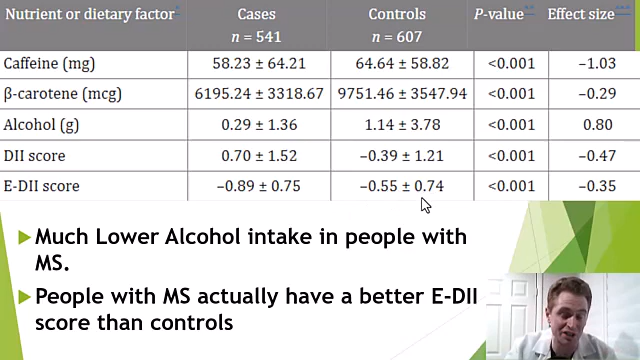 Nutrient or dietary factor Cases Controls P-value Effect size
n = 541 n = 607
Caffeine (mg) 58.23 ± 64.21 64.64 ± 58.82 <0.001 −1.03
β-carotene (mcg) 6195.24 ± 3318.67 9751.46 ± 3547.94 <0.001 −0.29
Alcohol (g) 0.29 ± 1.36 1.14 ± 3.78 <0.001 0.80
DII score 0.70 ± 1.52 −0.39 ± 1.21 <0.001 −0.47
E-DII score −0.89 ± 0.75 −0.55 ± 0.74 <0.001 −0.35
Much Lower Alcohol intake in people with
MS.
People with MS actually have a better E-DII
score than controls